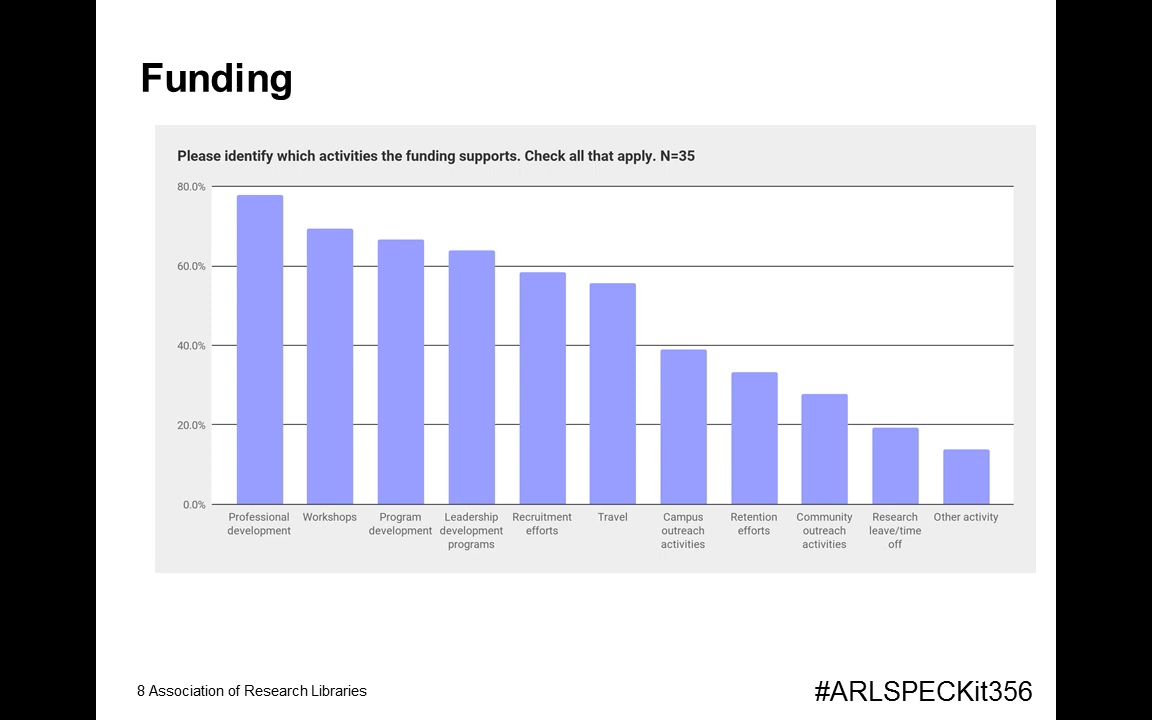 Funding
Please identify which activities the funding supports. Check all that apply. N=35
80.0%
60.0%
40.0%
20.0%
0.0%
Professional
development
Workshops
Program
development
Leadership
development
programs
Recruitment
efforts
Travel
Campus
outreach
activities
Retention
efforts
Community
outreach
activities
Research
leave/time
off
Other activity
8 Association of Research Libraries
#ARLSPECKit356